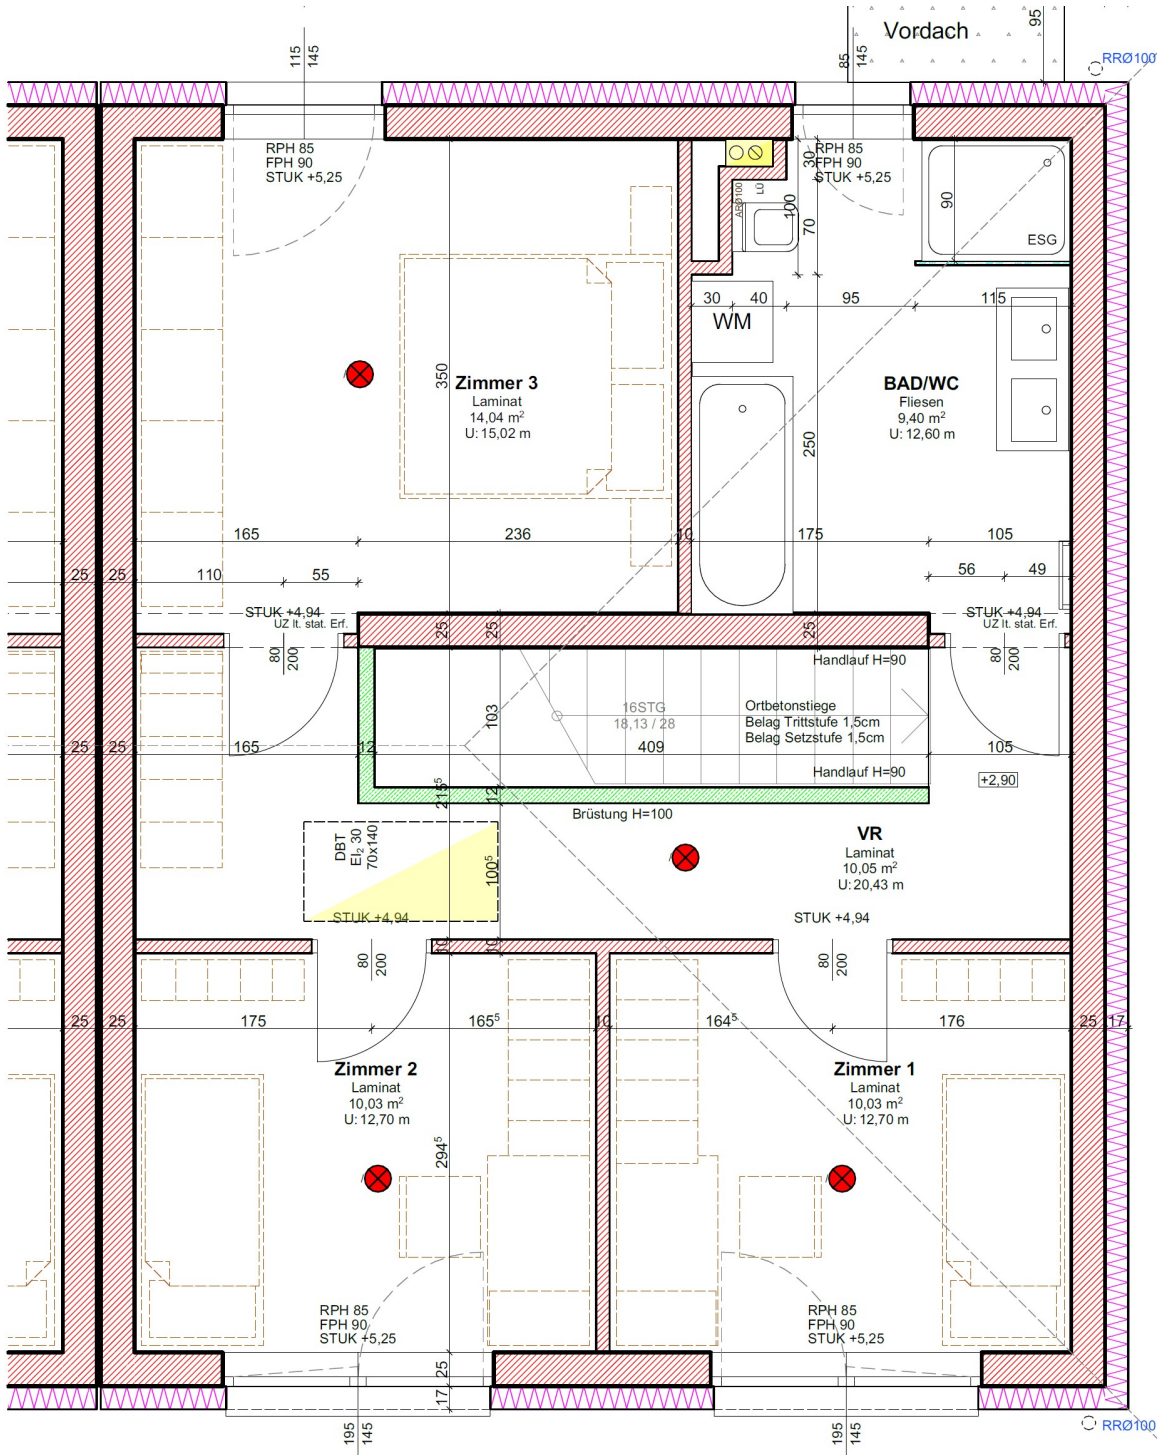 Vordach
95
RRØ100
115
145
85
145
RPH 85
FPH 90
STUK +5,25
RPH 85
FPH 90
STUK +5,25
30
100
70
ARØ100
LÜ
90
ESG
30
40
95
115
WM
350
Zimmer 3
Laminat
14,04 m²
U: 15,02 m
BAD/WC
Fliesen
9,40 m²
U: 12,60 m
250
165
236
10
175
105
25
25
110
55
56
49
STUK +4,94
UZ lt. stat. Erf.
STUK +4,94
UZ lt. stat. Erf.
25
25
25
80
200
80
200
Handlauf H=90
103
16STG
18,13 / 28
Ortbetonstiege
Belag Trittstufe 1,5cm
Belag Setzstufe 1,5cm
25
25
165
12
409
105
Handlauf H=90
+2,90
215⁵
12
Brüstung H=100
DBT
EI₂ 30
70x140
100⁵
VR
Laminat
10,05 m²
U: 20,43 m
STUK +4,94
STUK +4,94
10
10
80
200
80
200
25
25
175
165⁵
10
164⁵
176
25
17
Zimmer 2
Laminat
10,03 m²
U: 12,70 m
Zimmer 1
Laminat
10,03 m²
U: 12,70 m
294⁵
RPH 85
FPH 90
STUK +5,25
RPH 85
FPH 90
STUK +5,25
25
17
195
145
195
145
RRØ100